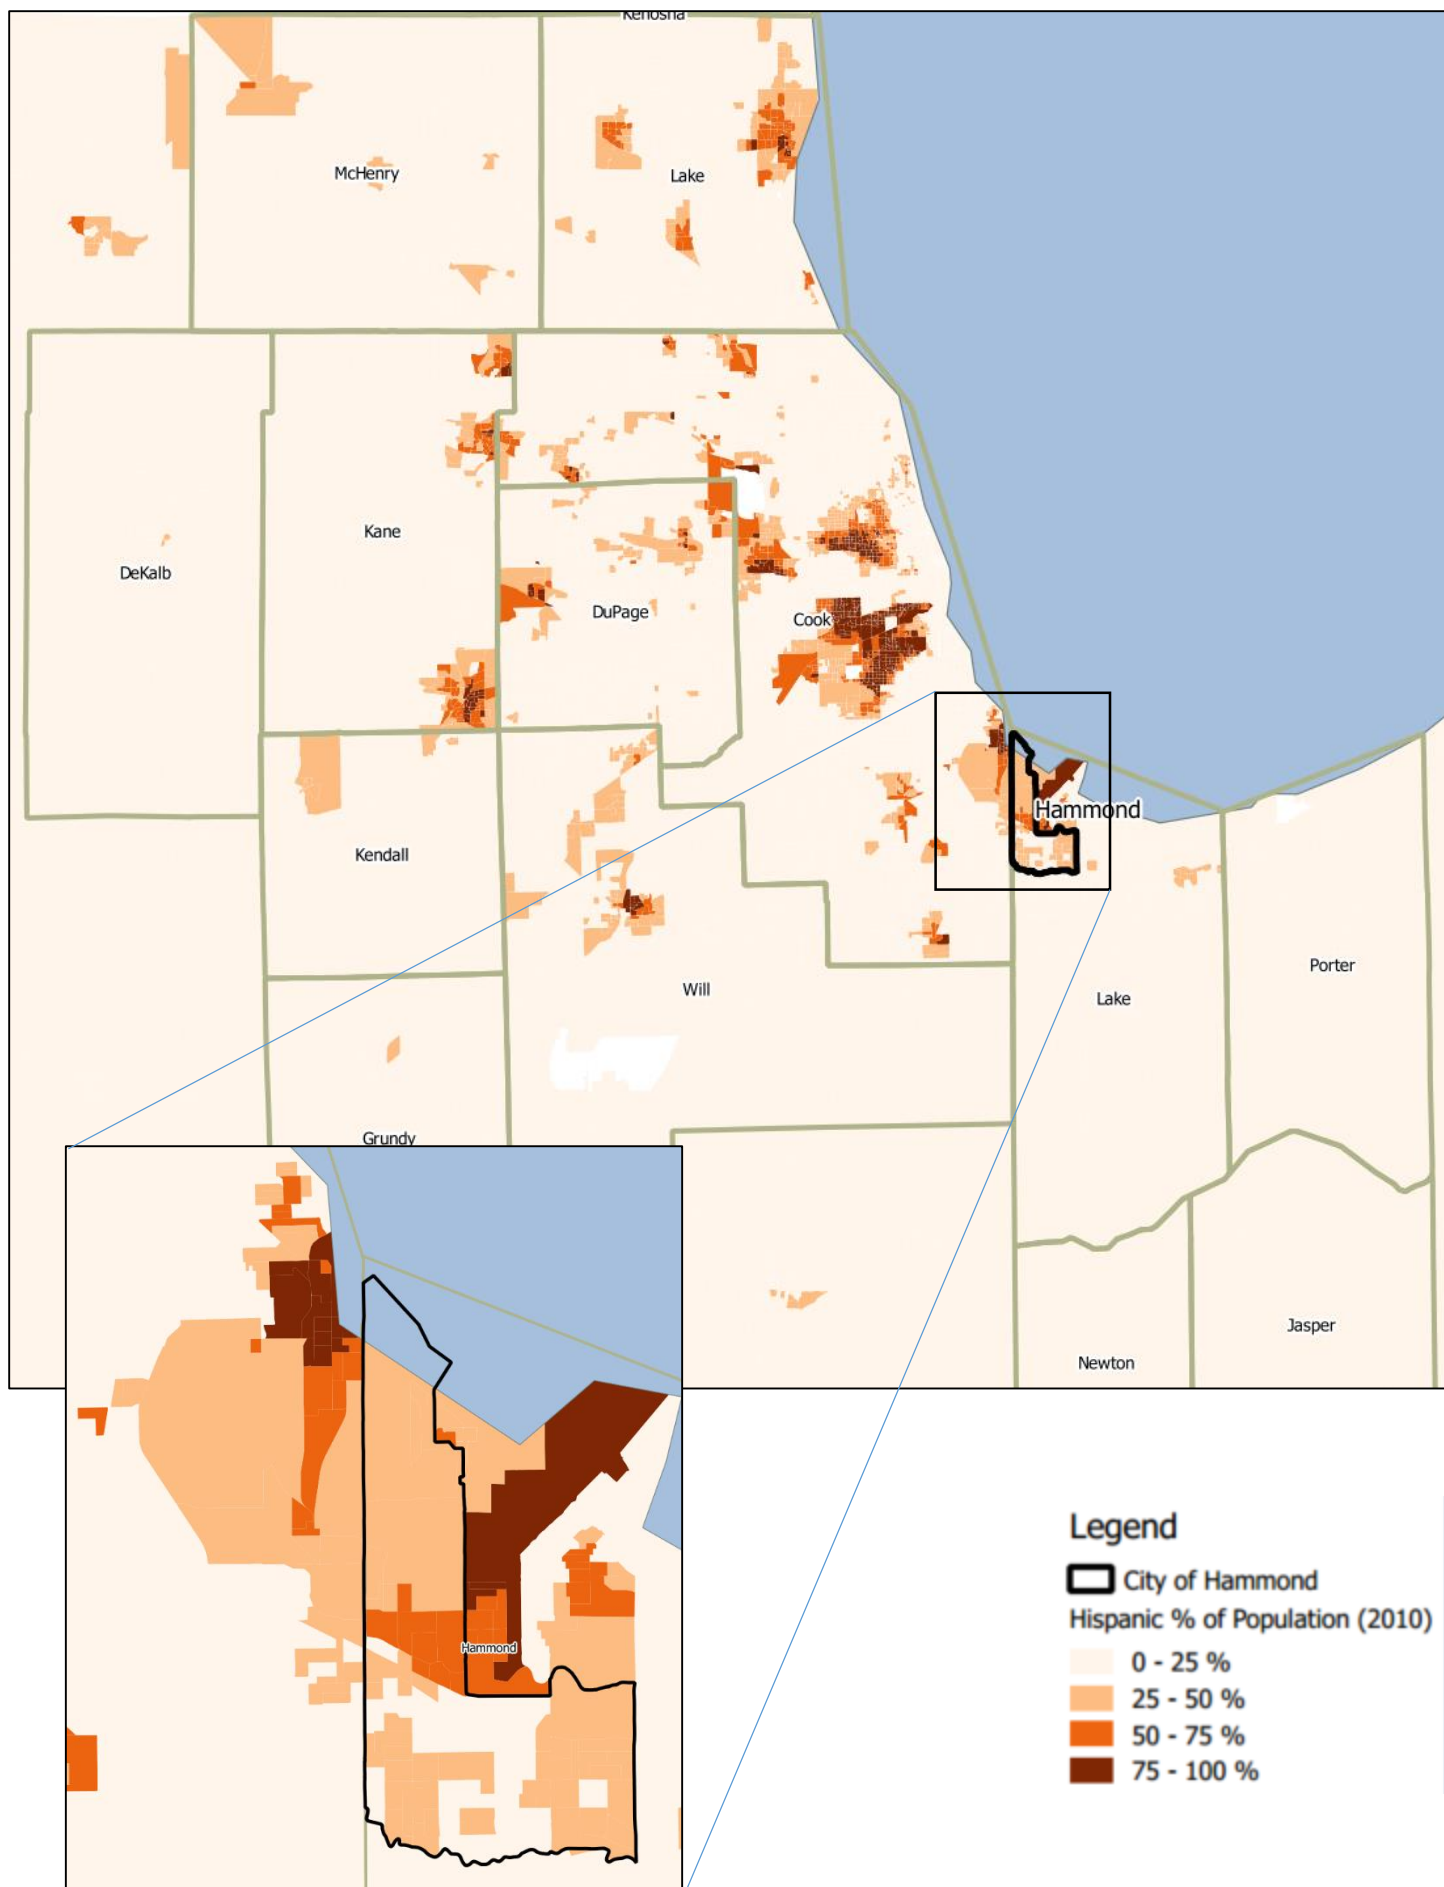 Kenosha
McHenry
Lake
Kane
DeKalb
DuPage
Cook
Hammond
Kendall
Porter
Will
Lake
Grundy
Jasper
Newton
Hammond
Legend
City of Hammond
Hispanic % of Population (2010)
0 - 25 %
25 - 50 %
50 - 75 %
75 - 100 %